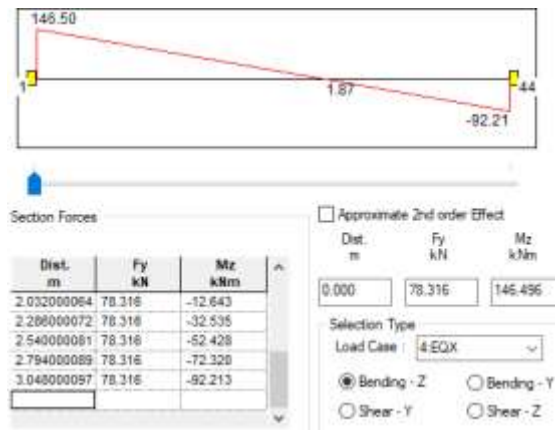 146.50
1
1.87
44
-92.21
Section Forces
Dist. m Fy kN Mz kNm
2.032000064 78.316 -12.643
2.286000072 78.316 -32.535
2.540000081 78.316 -52.428
2.794000089 78.316 -72.320
3.048000097 78.316 -92.213
Approximate 2nd order Effect
Dist. Fy Mz
m kN kNm
0.000 78.316 146.496
Selection Type
Load Case : 4:EQX
Bending - Z Bending - Y
Shear - Y Shear - Z